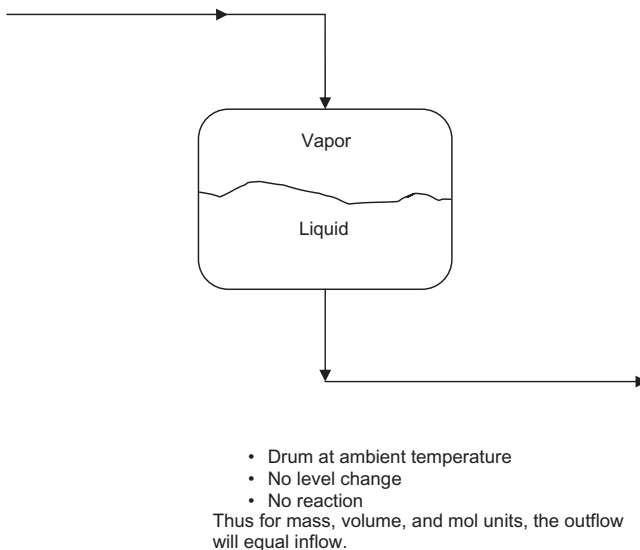 Vapor
Liquid
• Drum at ambient temperature
• No level change
• No reaction
Thus for mass, volume, and mol units, the outflow
will equal inflow.